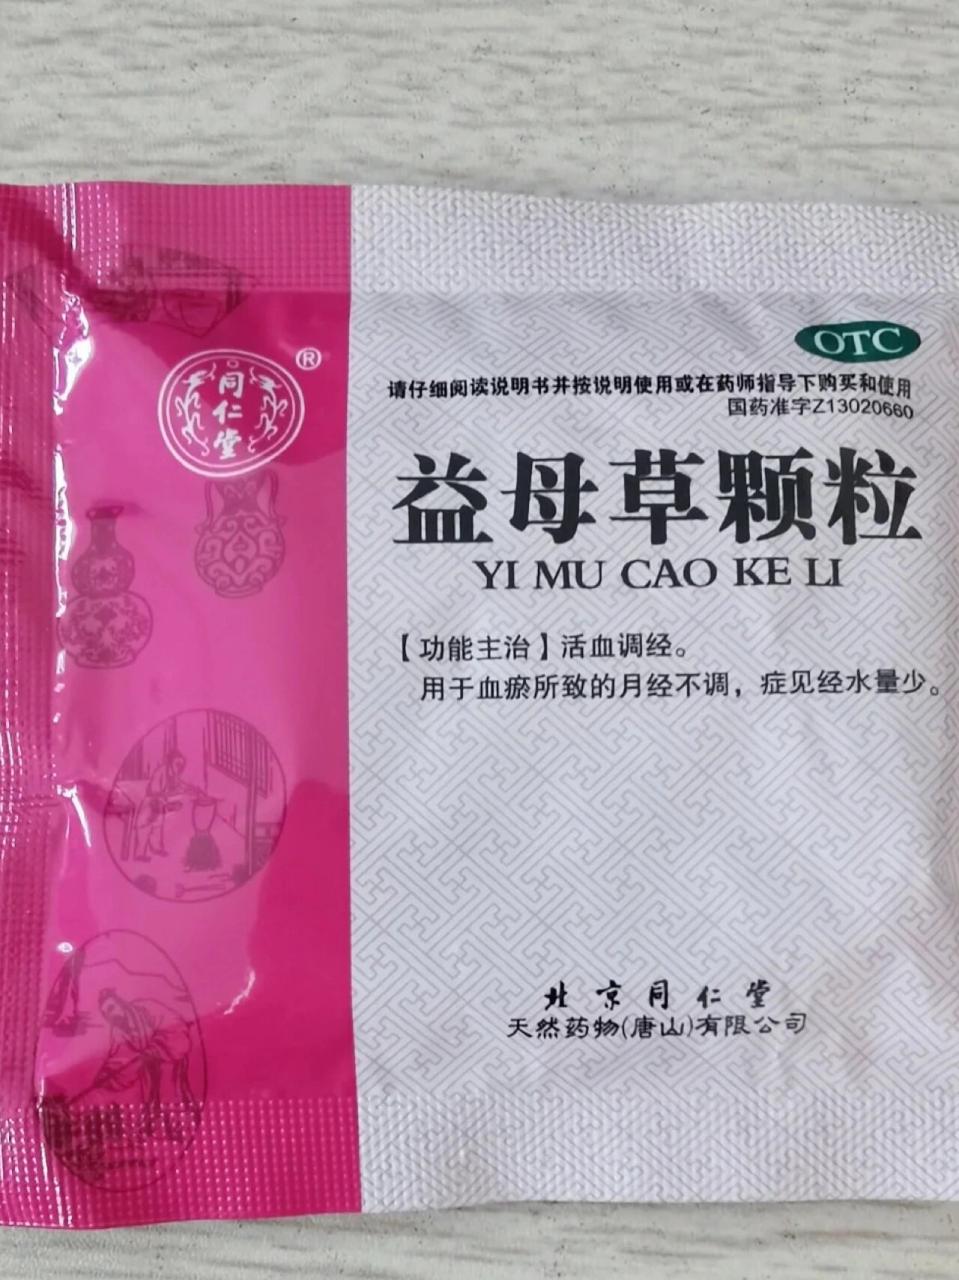 OTC
请仔细阅读说明书并按说明使用或在药师指导下购买和使用
国药准字Z13020660
同仁堂
®
益母草颗粒
YI MU CAO KE LI
【功能主治】活血调经。
用于血瘀所致的月经不调，症见经水量少。
北京同仁堂
天然药物(唐山)有限公司